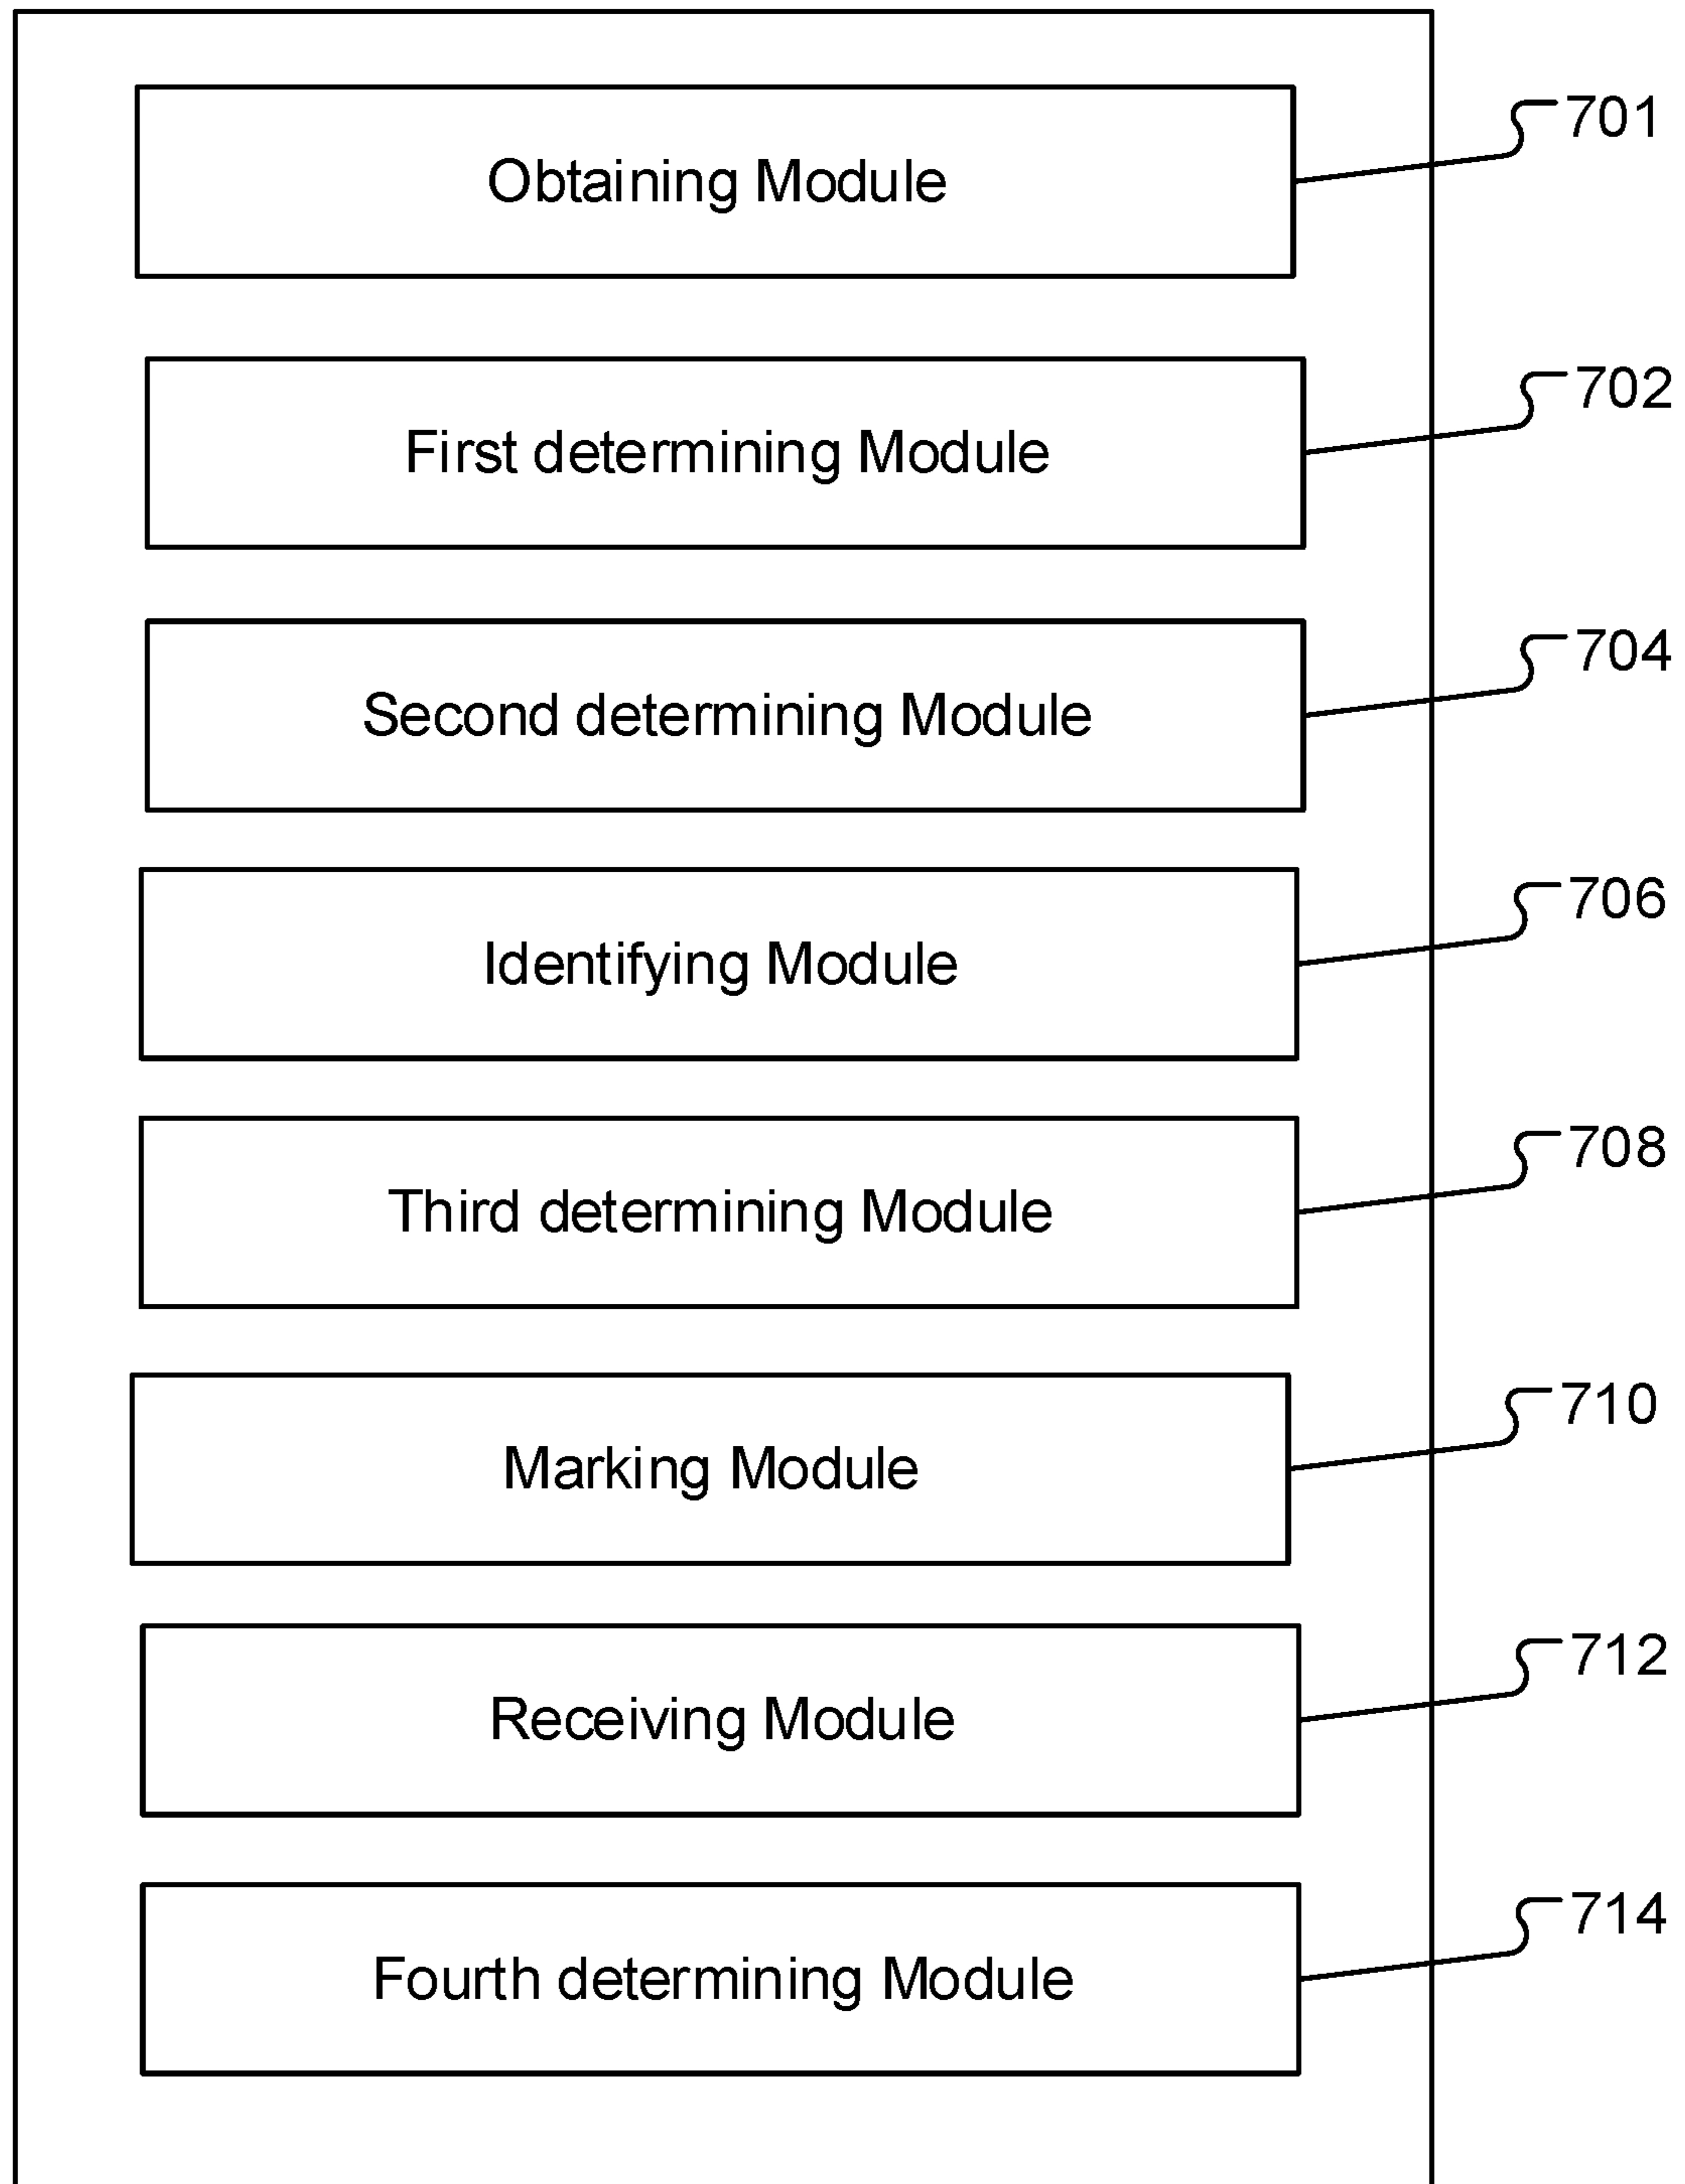 Obtaining Module
701
First determining Module
702
Second determining Module
704
Identifying Module
706
Third determining Module
708
Marking Module
710
Receiving Module
712
Fourth determining Module
714